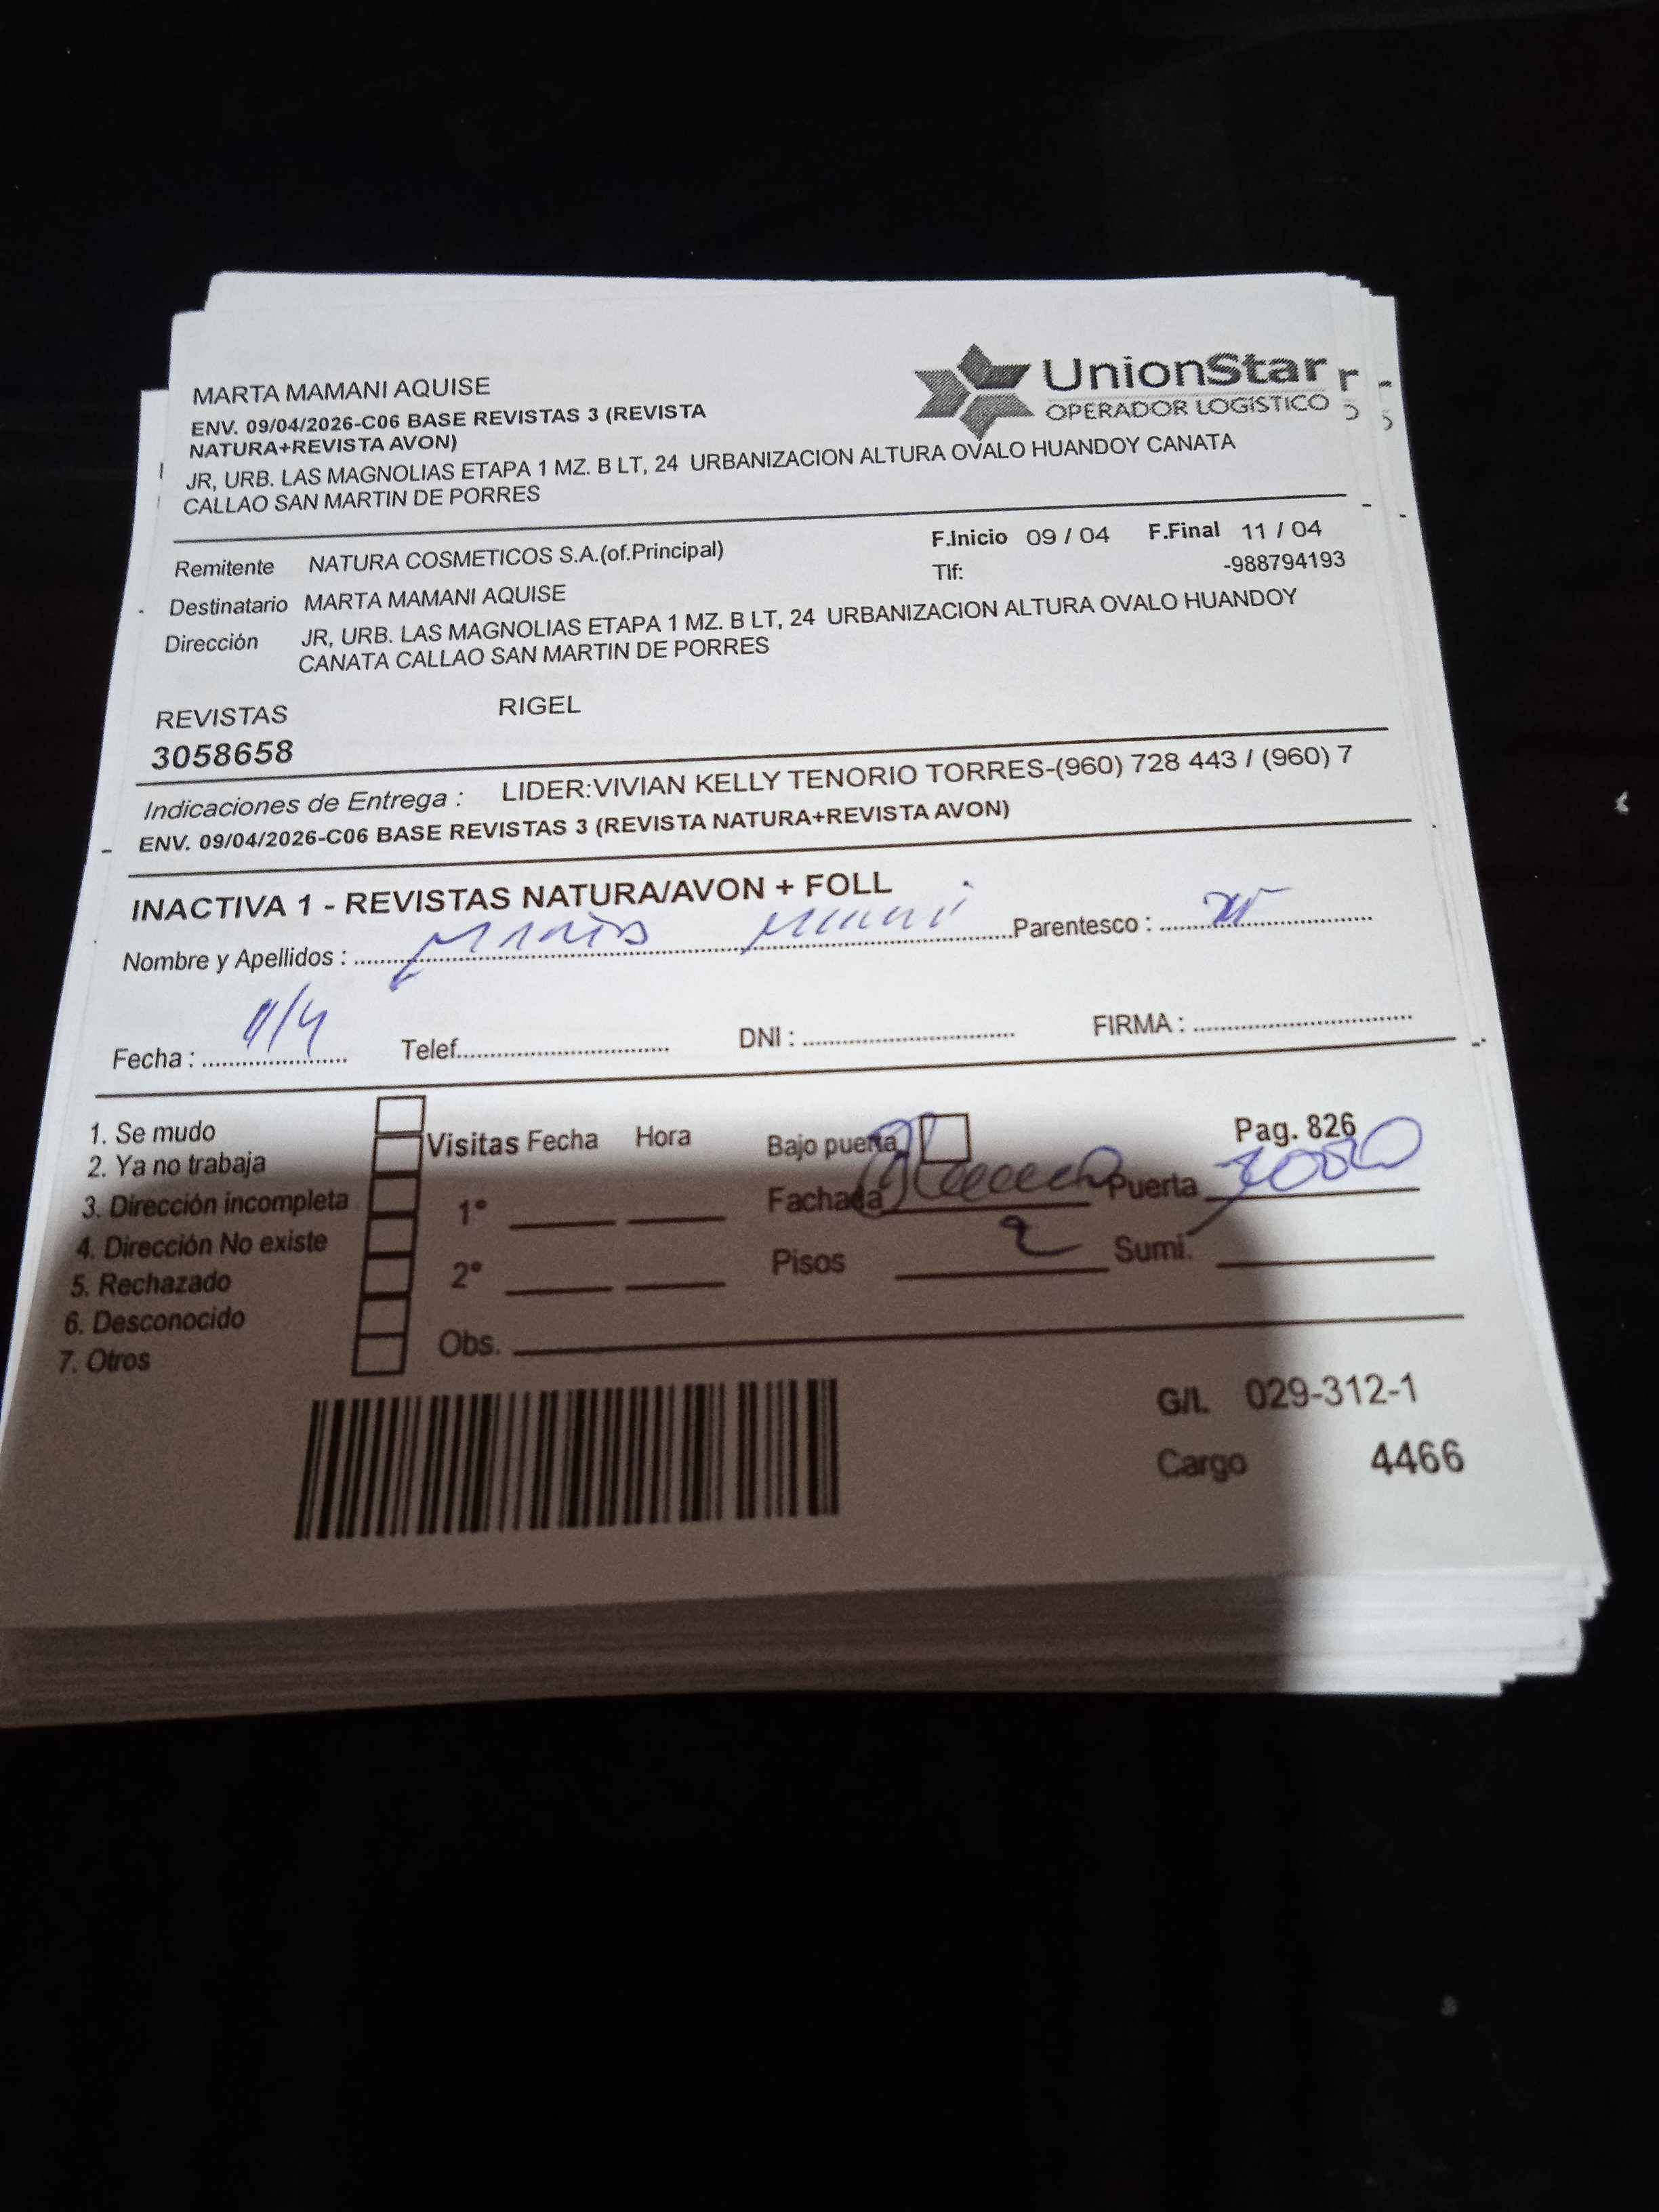 MARTA MAMANI AQUISE
ENV. 09/04/2026-C06 BASE REVISTAS 3 (REVISTA
NATURA+REVISTA AVON)
JR, URB. LAS MAGNOLIAS ETAPA 1 MZ. B LT, 24 URBANIZACION ALTURA OVALO HUANDOY CANATA
CALLAO SAN MARTIN DE PORRES
UnionStar
OPERADOR LOGÍSTICO
Remitente NATURA COSMETICOS S.A.(of.Principal)
F.Inicio 09 / 04 F.Final 11 / 04
Tlf: -988794193
Destinatario MARTA MAMANI AQUISE
Dirección JR, URB. LAS MAGNOLIAS ETAPA 1 MZ. B LT, 24 URBANIZACION ALTURA OVALO HUANDOY
CANATA CALLAO SAN MARTIN DE PORRES
REVISTAS RIGEL
3058658
Indicaciones de Entrega : LIDER:VIVIAN KELLY TENORIO TORRES-(960) 728 443 / (960) 7
ENV. 09/04/2026-C06 BASE REVISTAS 3 (REVISTA NATURA+REVISTA AVON)
INACTIVA 1 - REVISTAS NATURA/AVON + FOLL
Nombre y Apellidos : Parentesco :
Fecha : 11/4 Telef. DNI : FIRMA :
1. Se mudo
2. Ya no trabaja
3. Dirección incompleta
4. Dirección No existe
5. Rechazado
6. Desconocido
7. Otros
Visitas Fecha Hora
1°
2°
Obs.
Bajo puerta Pag. 826
Fachada Puerta
Pisos 2 Sumi.
G/L 029-312-1
Cargo 4466